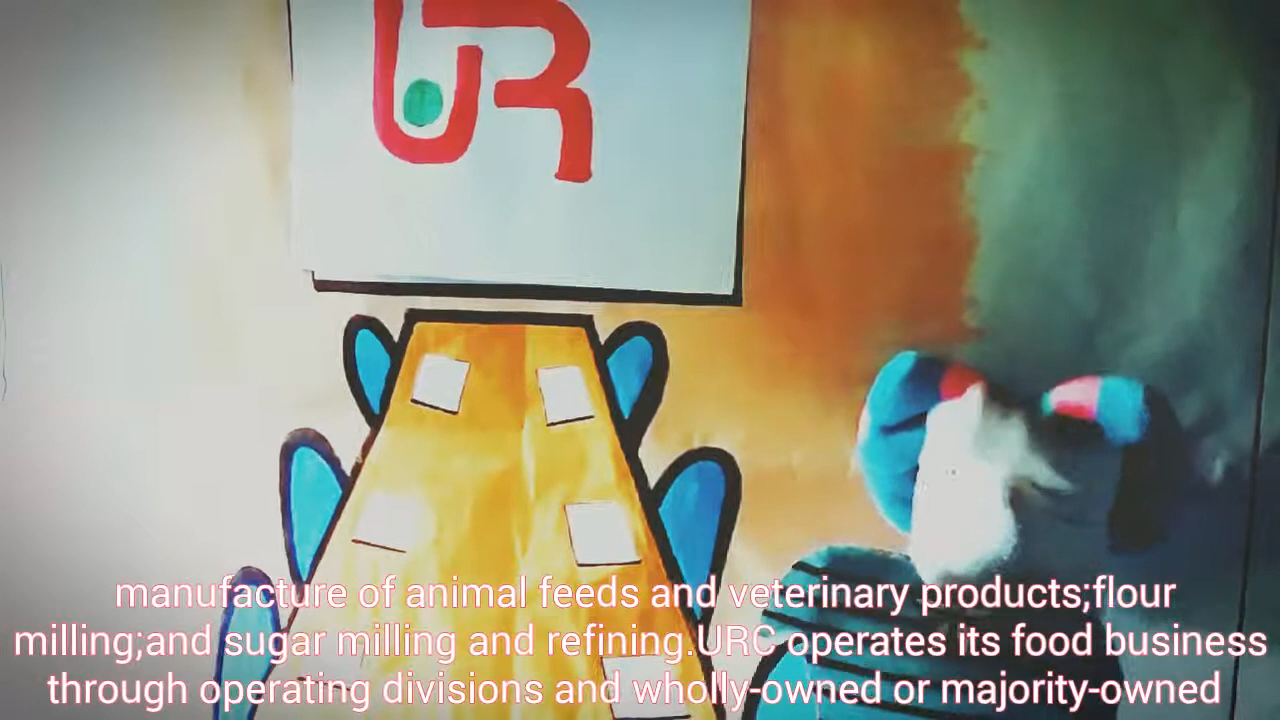 UR
manufacture of animal feeds and veterinary products;flour
milling;and sugar milling and refining.URC operates its food business
through operating divisions and wholly-owned or majority-owned